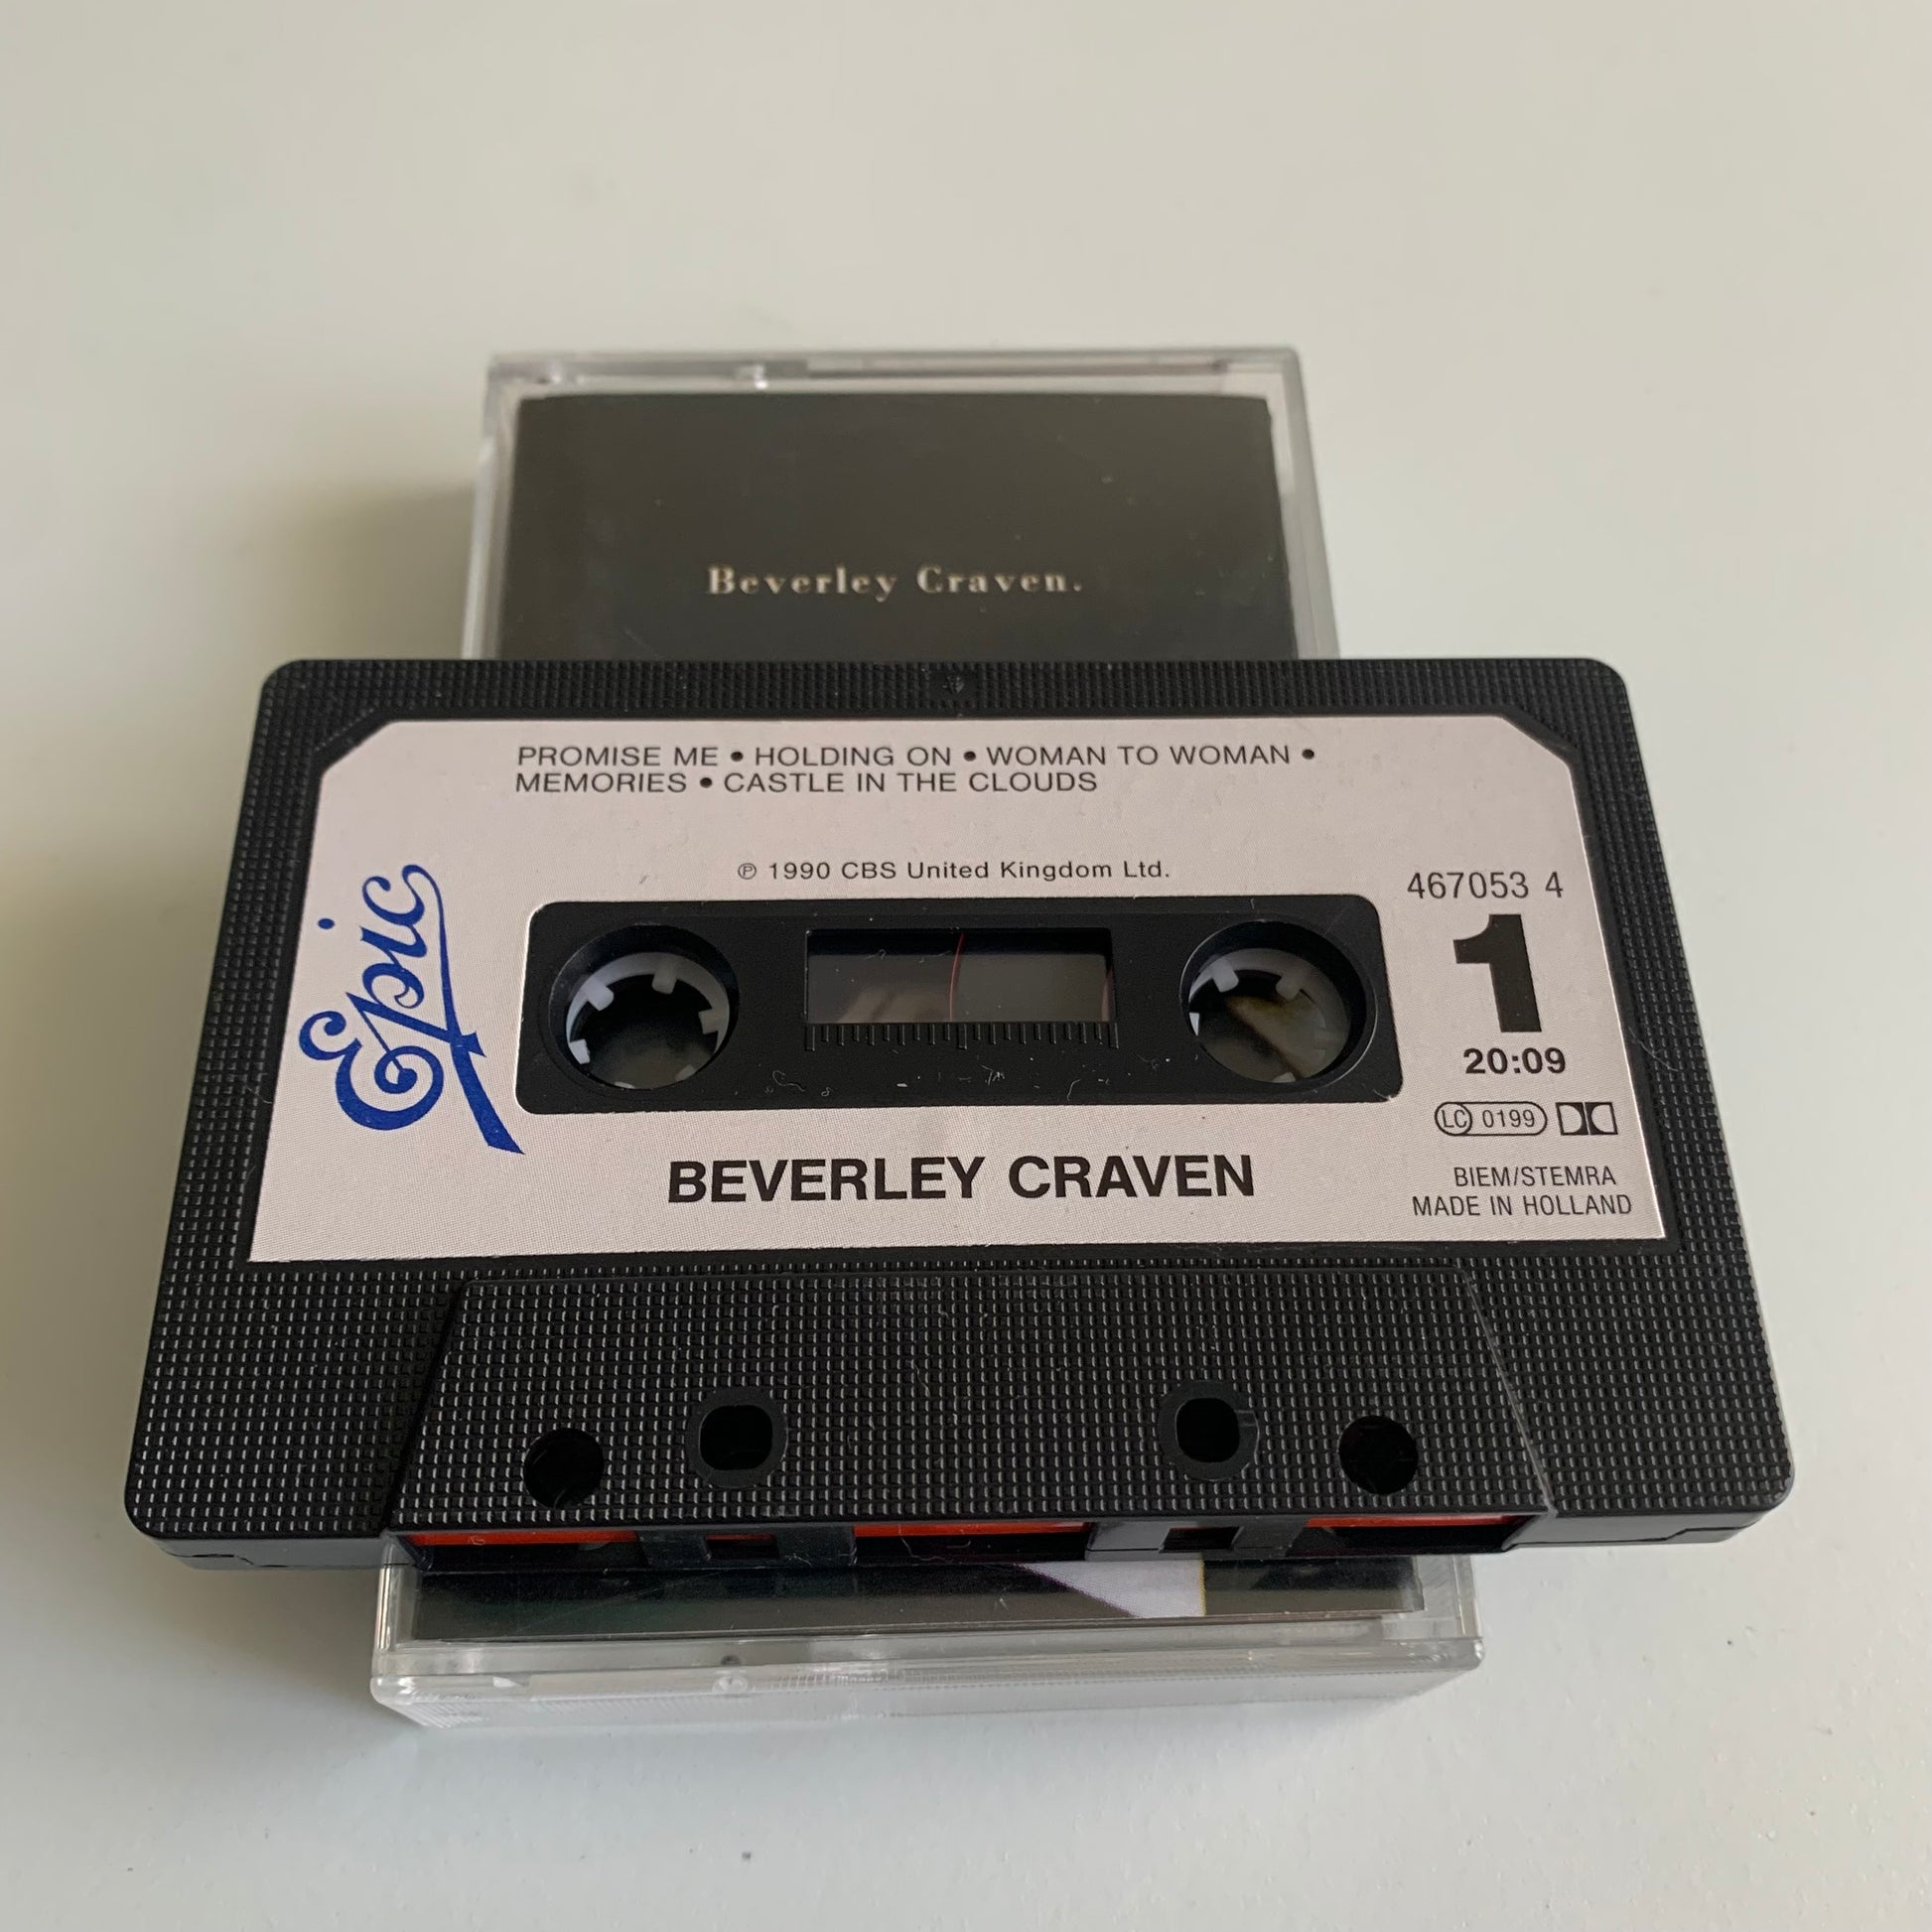 Beverley Craven.
PROMISE ME • HOLDING ON • WOMAN TO WOMAN •
MEMORIES • CASTLE IN THE CLOUDS
℗ 1990 CBS United Kingdom Ltd.
Epic
467053 4
1
20:09
LC 0199
BEVERLEY CRAVEN
BIEM/STEMRA
MADE IN HOLLAND